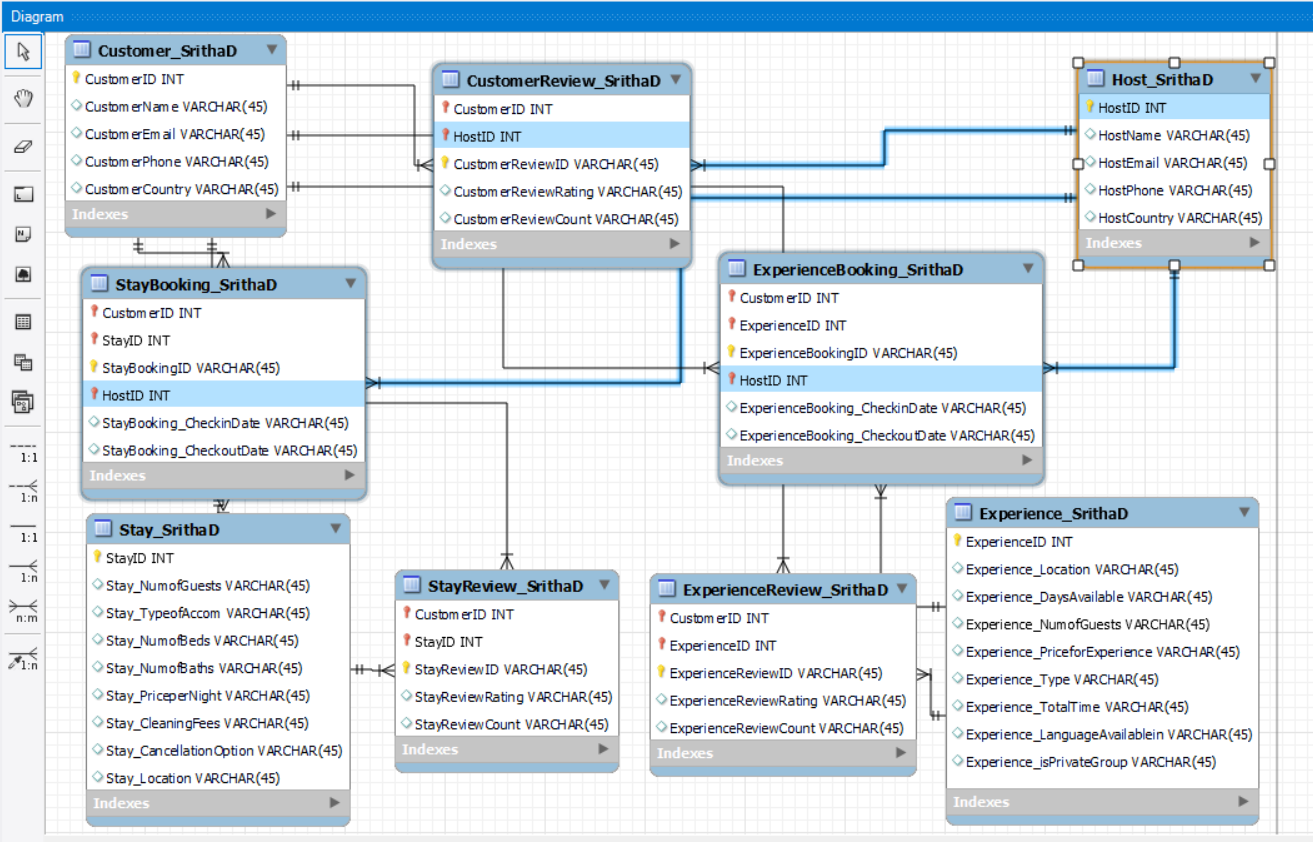 Diagram
Customer_SrithaD
CustomerID INT
CustomerName VARCHAR(45)
CustomerEmail VARCHAR(45)
CustomerPhone VARCHAR(45)
CustomerCountry VARCHAR(45)
Indexes
CustomerReview_SrithaD
CustomerID INT
HostID INT
CustomerReviewID VARCHAR(45)
CustomerReviewRating VARCHAR(45)
CustomerReviewCount VARCHAR(45)
Indexes
Host_SrithaD
HostID INT
HostName VARCHAR(45)
HostEmail VARCHAR(45)
HostPhone VARCHAR(45)
HostCountry VARCHAR(45)
Indexes
StayBooking_SrithaD
CustomerID INT
StayID INT
StayBookingID VARCHAR(45)
HostID INT
StayBooking_CheckinDate VARCHAR(45)
StayBooking_CheckoutDate VARCHAR(45)
Indexes
ExperienceBooking_SrithaD
CustomerID INT
ExperienceID INT
ExperienceBookingID VARCHAR(45)
HostID INT
ExperienceBooking_CheckinDate VARCHAR(45)
ExperienceBooking_CheckoutDate VARCHAR(45)
Indexes
Stay_SrithaD
StayID INT
Stay_NumofGuests VARCHAR(45)
Stay_TypeofAccom VARCHAR(45)
Stay_NumofBeds VARCHAR(45)
Stay_NumofBaths VARCHAR(45)
Stay_PriceperNight VARCHAR(45)
Stay_CleaningFees VARCHAR(45)
Stay_CancellationOption VARCHAR(45)
Stay_Location VARCHAR(45)
Indexes
StayReview_SrithaD
CustomerID INT
StayID INT
StayReviewID VARCHAR(45)
StayReviewRating VARCHAR(45)
StayReviewCount VARCHAR(45)
Indexes
ExperienceReview_SrithaD
CustomerID INT
ExperienceID INT
ExperienceReviewID VARCHAR(45)
ExperienceReviewRating VARCHAR(45)
ExperienceReviewCount VARCHAR(45)
Indexes
Experience_SrithaD
ExperienceID INT
Experience_Location VARCHAR(45)
Experience_DaysAvailable VARCHAR(45)
Experience_NumofGuests VARCHAR(45)
Experience_PriceforExperience VARCHAR(45)
Experience_Type VARCHAR(45)
Experience_TotalTime VARCHAR(45)
Experience_LanguageAvailablein VARCHAR(45)
Experience_isPrivateGroup VARCHAR(45)
Indexes
1:1
1:n
1:1
1:n
n:m
1:n